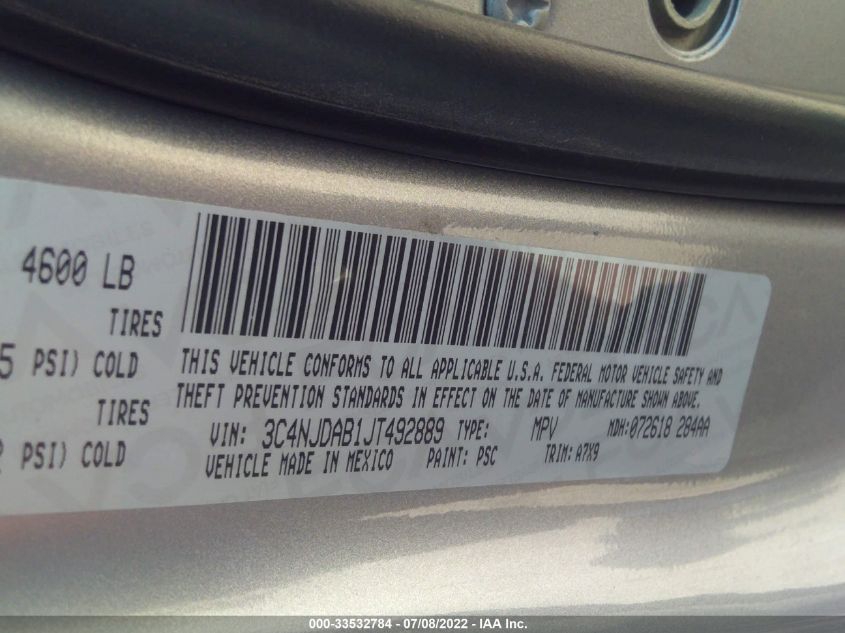 4600 LB
TIRES
5 PSI) COLD
TIRES
PSI) COLD
THIS VEHICLE CONFORMS TO ALL APPLICABLE U.S.A. FEDERAL MOTOR VEHICLE SAFETY AND
THEFT PREVENTION STANDARDS IN EFFECT ON THE DATE OF MANUFACTURE SHOWN ABOVE.
VIN: 3C4NJDAB1JT492889 TYPE: MPV MDH: 072618 284AA
VEHICLE MADE IN MEXICO PAINT: PSC TRIM: A7X9
000-33532784 - 07/08/2022 - IAA Inc.